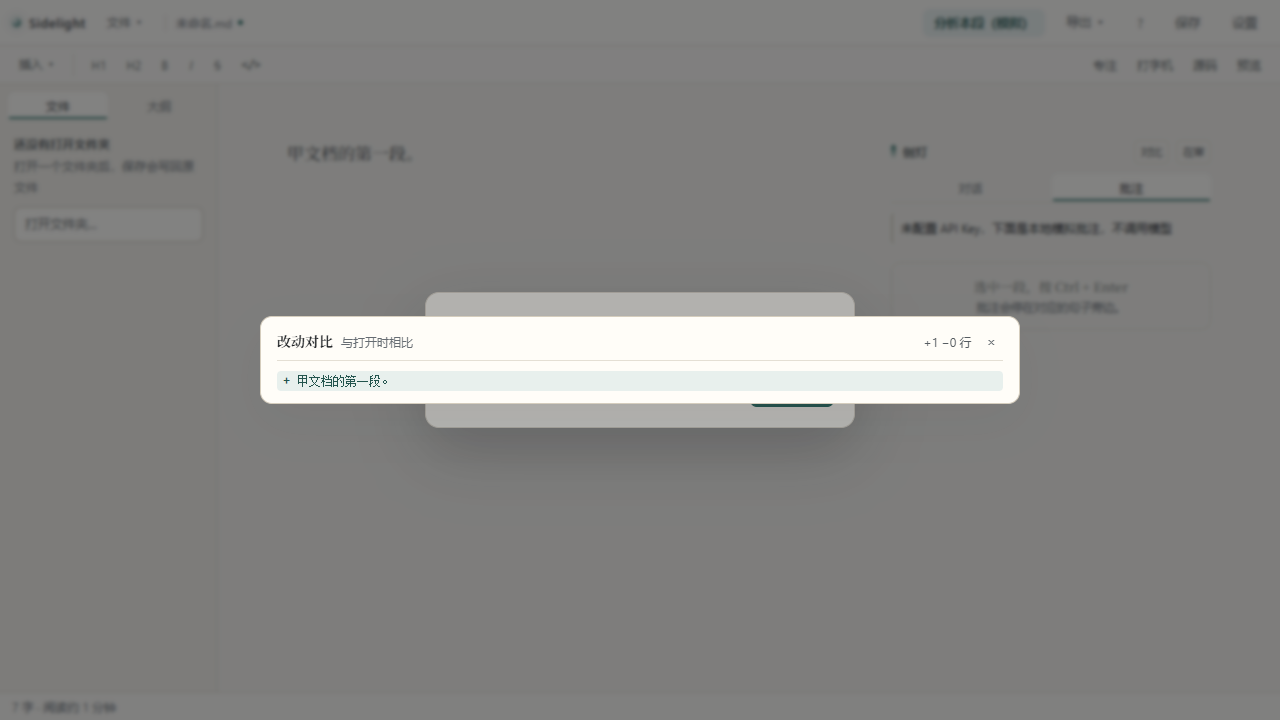 Sidelight 文件 未命名.md 分析本段（模拟） 导出 ? 保存 设置
插入 H1 H2 B I S </> 专注 打字机 源码 预览
文件 大纲
还没有打开文件夹
打开一个文件夹后，保存会写回原
文件
打开文件夹...
甲文档的第一段。
侧灯
对话 批注
未配置 API Key，下面是本地模拟批注，不调用模型
选中一段，按 Ctrl + Enter
批注会停在对应的句子旁边。
改动对比 与打开时相比 +1 −0 行 ×
+ 甲文档的第一段。
7 字 · 阅读约 1 分钟